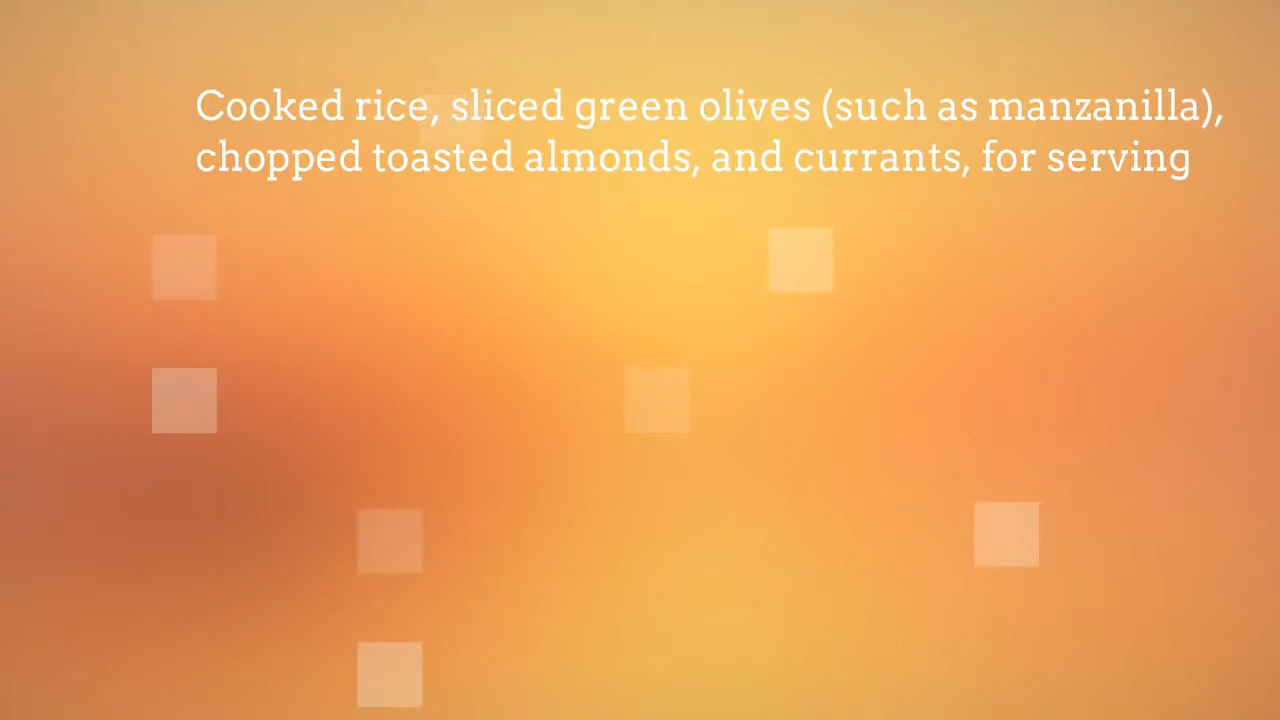 Cooked rice, sliced green olives (such as manzanilla),
chopped toasted almonds, and currants, for serving